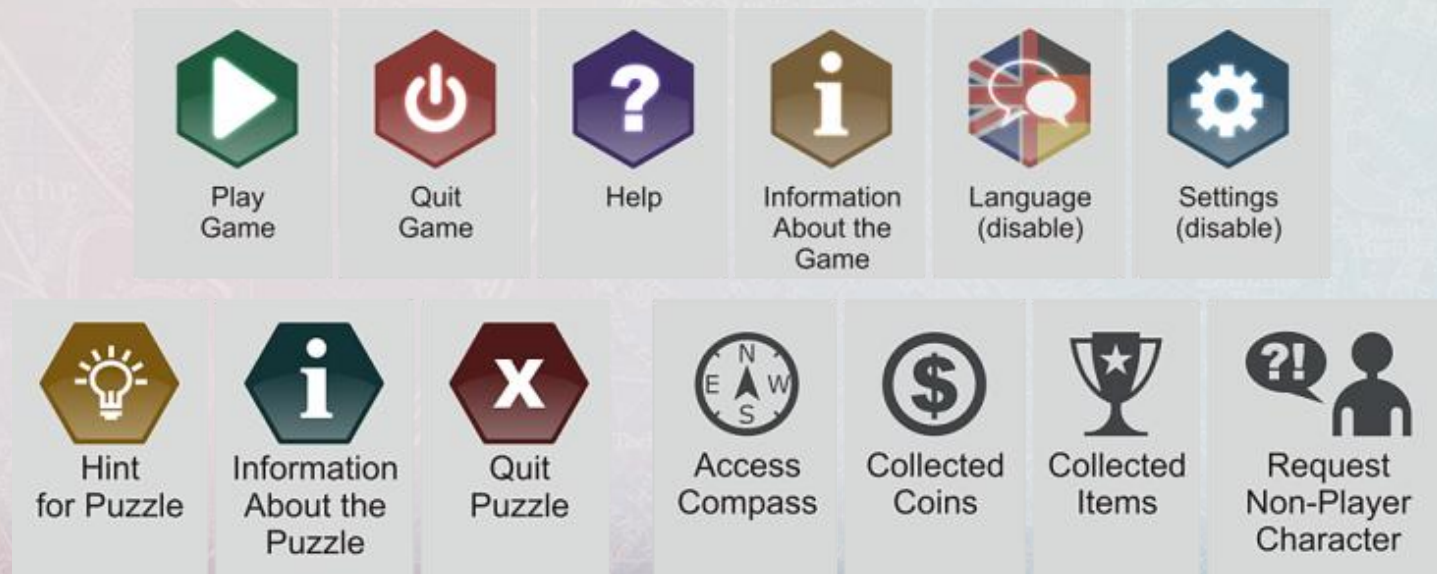 ?
i
Play
Game
Quit
Game
Help
Information
About the
Game
Language
(disable)
Settings
(disable)
i
X
N
E W
S
$
?!
Hint
for Puzzle
Information
About the
Puzzle
Quit
Puzzle
Access
Compass
Collected
Coins
Collected
Items
Request
Non-Player
Character